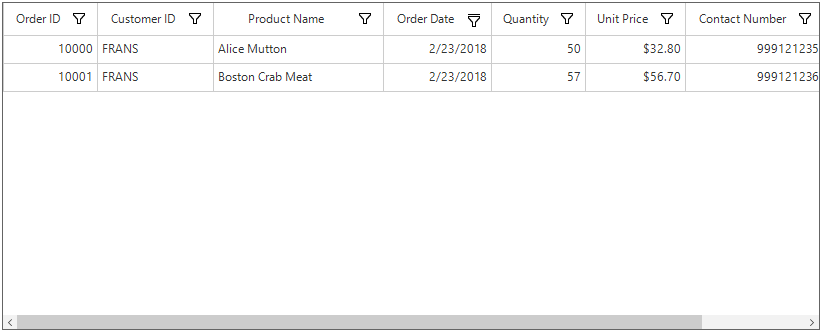 Order ID Customer ID Product Name Order Date Quantity Unit Price Contact Number
10000 FRANS Alice Mutton 2/23/2018 50 $32.80 999121235
10001 FRANS Boston Crab Meat 2/23/2018 57 $56.70 999121236